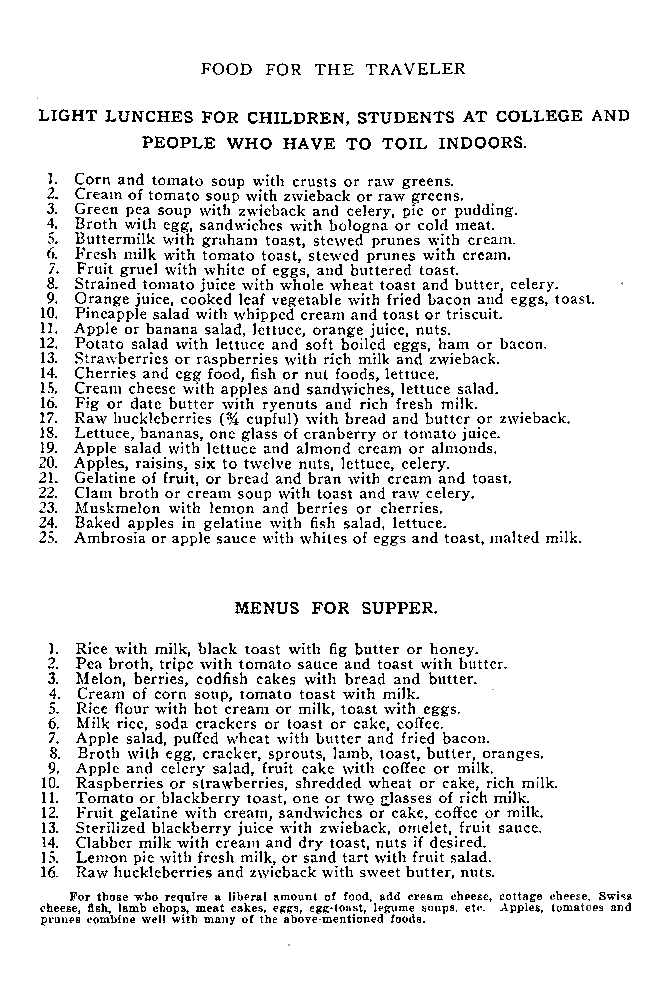 FOOD FOR THE TRAVELER
LIGHT LUNCHES FOR CHILDREN, STUDENTS AT COLLEGE AND
PEOPLE WHO HAVE TO TOIL INDOORS.
1. Corn and tomato soup with crusts or raw greens.
2. Cream of tomato soup with zwieback or raw greens.
3. Green pea soup with zwieback and celery, pie or pudding.
4. Broth with egg, sandwiches with bologna or cold meat.
5. Buttermilk with graham toast, stewed prunes with cream.
6. Fresh milk with tomato toast, stewed prunes with cream.
7. Fruit gruel with white of eggs, and buttered toast.
8. Strained tomato juice with whole wheat toast and butter, celery.
9. Orange juice, cooked leaf vegetable with fried bacon and eggs, toast.
10. Pineapple salad with whipped cream and toast or triscuit.
11. Apple or banana salad, lettuce, orange juice, nuts.
12. Potato salad with lettuce and soft boiled eggs, ham or bacon.
13. Strawberries or raspberries with rich milk and zwieback.
14. Cherries and egg food, fish or nut foods, lettuce.
15. Cream cheese with apples and sandwiches, lettuce salad.
16. Fig or date butter with ryenuts and rich fresh milk.
17. Raw huckleberries (¾ cupful) with bread and butter or zwieback.
18. Lettuce, bananas, one glass of cranberry or tomato juice.
19. Apple salad with lettuce and almond cream or almonds.
20. Apples, raisins, six to twelve nuts, lettuce, celery.
21. Gelatine of fruit, or bread and bran with cream and toast.
22. Clam broth or cream soup with toast and raw celery.
23. Muskmelon with lemon and berries or cherries.
24. Baked apples in gelatine with fish salad, lettuce.
25. Ambrosia or apple sauce with whites of eggs and toast, malted milk.
MENUS FOR SUPPER.
1. Rice with milk, black toast with fig butter or honey.
2. Pea broth, tripe with tomato sauce and toast with butter.
3. Melon, berries, codfish cakes with bread and butter.
4. Cream of corn soup, tomato toast with milk.
5. Rice flour with hot cream or milk, toast with eggs.
6. Milk rice, soda crackers or toast or cake, coffee.
7. Apple salad, puffed wheat with butter and fried bacon.
8. Broth with egg, cracker, sprouts, lamb, toast, butter, oranges.
9. Apple and celery salad, fruit cake with coffee or milk.
10. Raspberries or strawberries, shredded wheat or cake, rich milk.
11. Tomato or blackberry toast, one or two glasses of rich milk.
12. Fruit gelatine with cream, sandwiches or cake, coffee or milk.
13. Sterilized blackberry juice with zwieback, omelet, fruit sauce.
14. Clabber milk with cream and dry toast, nuts if desired.
15. Lemon pie with fresh milk, or sand tart with fruit salad.
16. Raw huckleberries and zwieback with sweet butter, nuts.
For those who require a liberal amount of food, add cream cheese, cottage cheese, Swiss
cheese, fish, lamb chops, meat cakes, eggs, egg-toast, legume soups, etc. Apples, tomatoes and
prunes combine well with many of the above-mentioned foods.